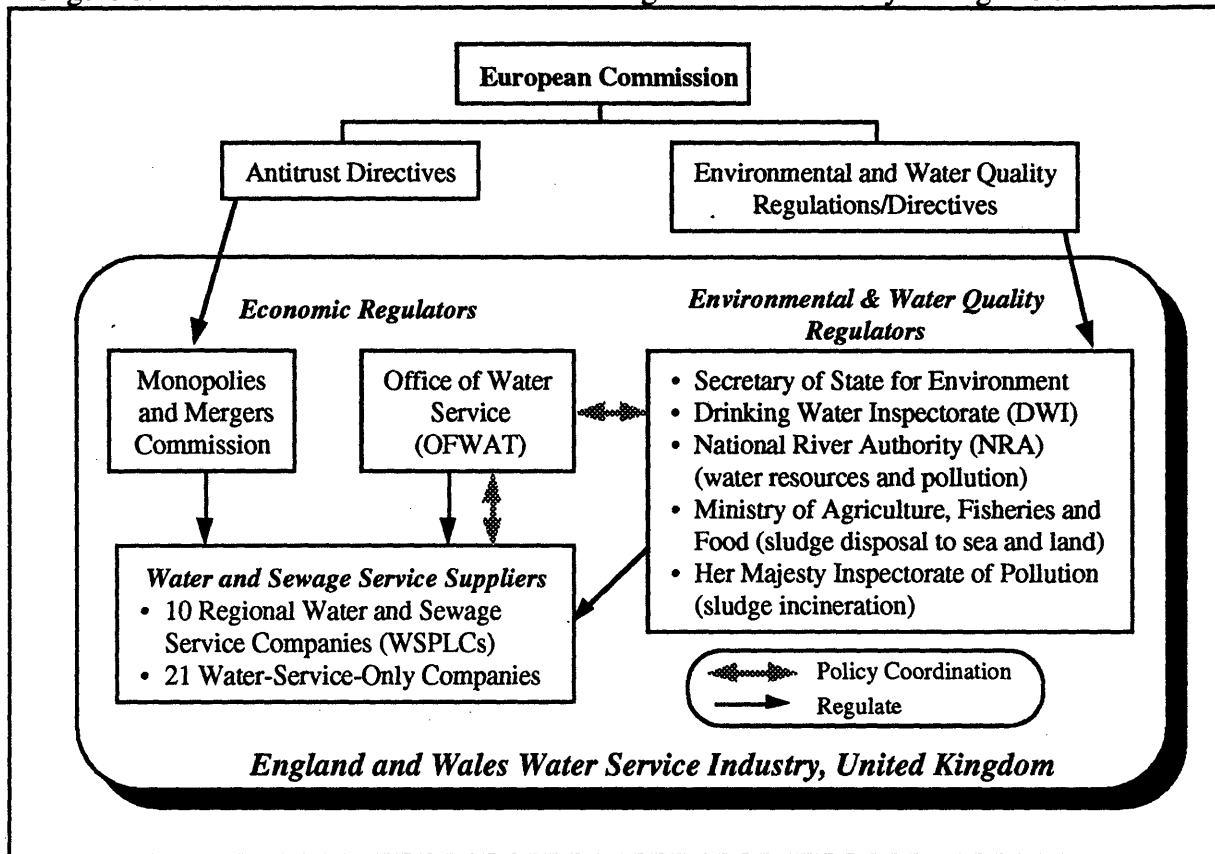 European Commission
Antitrust Directives
Environmental and Water Quality
Regulations/Directives
Economic Regulators
Environmental & Water Quality
Regulators
Monopolies
and Mergers
Commission
Office of Water
Service
(OFWAT)
• Secretary of State for Environment
• Drinking Water Inspectorate (DWI)
• National River Authority (NRA)
(water resources and pollution)
• Ministry of Agriculture, Fisheries and
Food (sludge disposal to sea and land)
• Her Majesty Inspectorate of Pollution
(sludge incineration)
Water and Sewage Service Suppliers
• 10 Regional Water and Sewage
Service Companies (WSPLCs)
• 21 Water-Service-Only Companies
Policy Coordination
Regulate
England and Wales Water Service Industry, United Kingdom